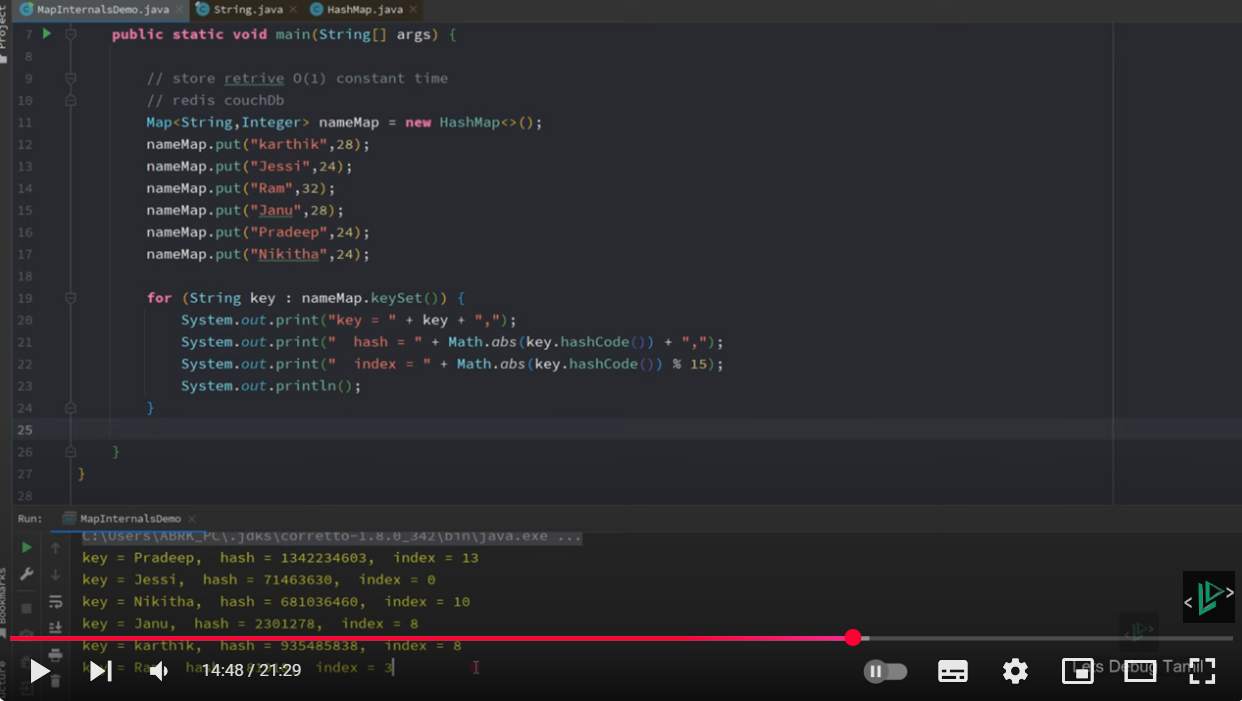 MapInternalsDemo.java × String.java × HashMap.java ×
Project
7 public static void main(String[] args) {
8
9 // store retrive O(1) constant time
10 // redis couchDb
11 Map<String,Integer> nameMap = new HashMap<>();
12 nameMap.put("karthik",28);
13 nameMap.put("Jessi",24);
14 nameMap.put("Ram",32);
15 nameMap.put("Janu",28);
16 nameMap.put("Pradeep",24);
17 nameMap.put("Nikitha",24);
18
19 for (String key : nameMap.keySet()) {
20 System.out.print("key = " + key + ",");
21 System.out.print("  hash = " + Math.abs(key.hashCode()) + ",");
22 System.out.print("  index = " + Math.abs(key.hashCode()) % 15);
23 System.out.println();
24 }
25
26 }
27 }
28
Run: MapInternalsDemo ×
C:\Users\ABRK_PC\.jdks\corretto-1.8.0_342\bin\java.exe ...
key = Pradeep,  hash = 1342234603,  index = 13
key = Jessi,  hash = 71463630,  index = 0
key = Nikitha,  hash = 681036460,  index = 10
key = Janu,  hash = 2301278,  index = 8
key = karthik,  hash = 935485838,  index = 8
index = 3
Bookmarks
14:48 / 21:29
Lets Debug Tamil